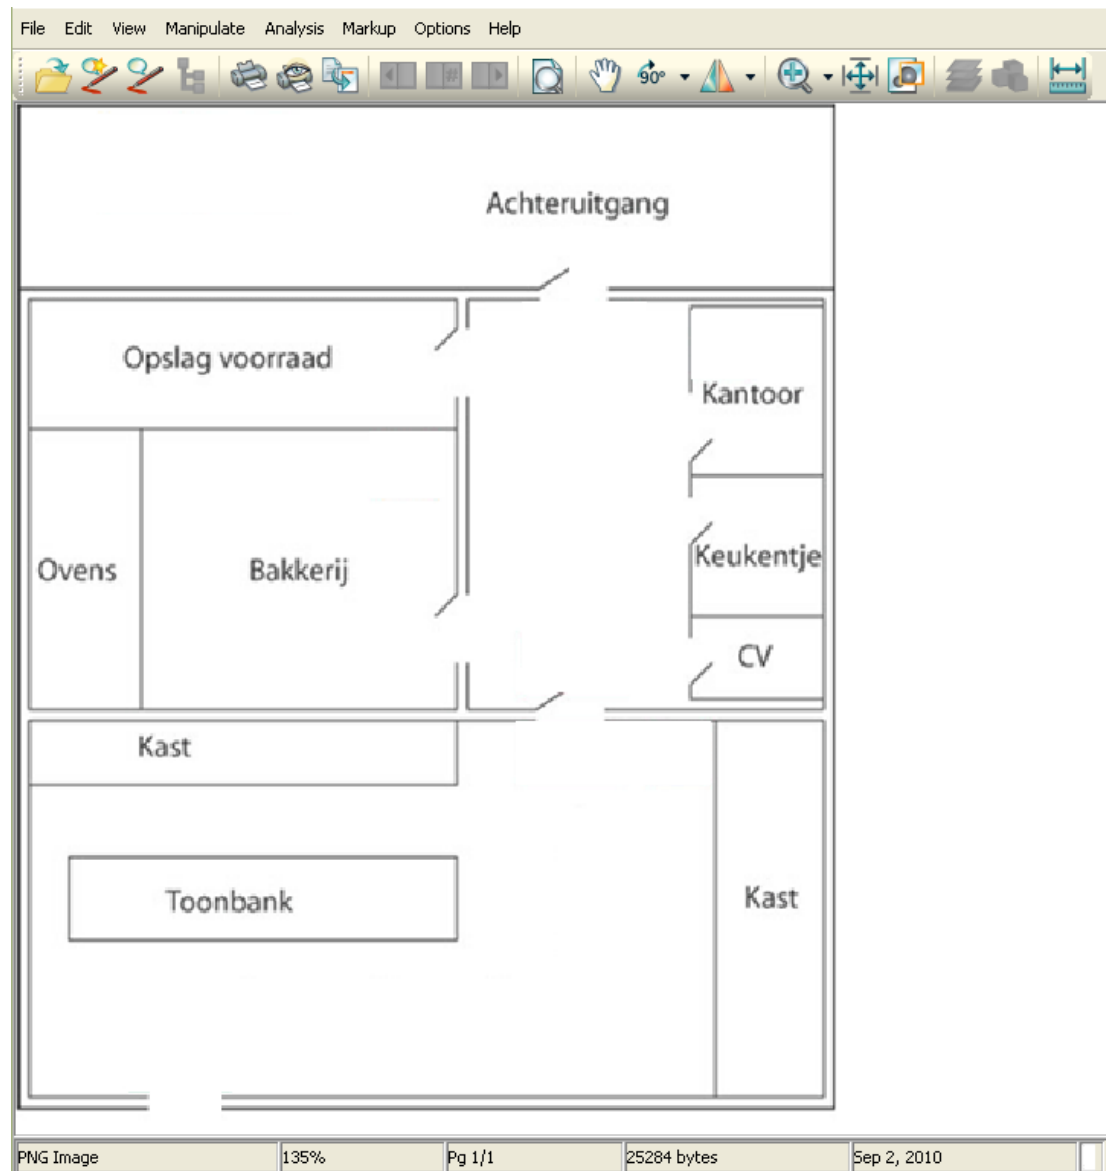 File Edit View Manipulate Analysis Markup Options Help
# 90°
Achteruitgang
Opslag voorraad
Kantoor
Ovens
Bakkerij
Keukentje
CV
Kast
Toonbank
Kast
PNG Image 135% Pg 1/1 25284 bytes Sep 2, 2010